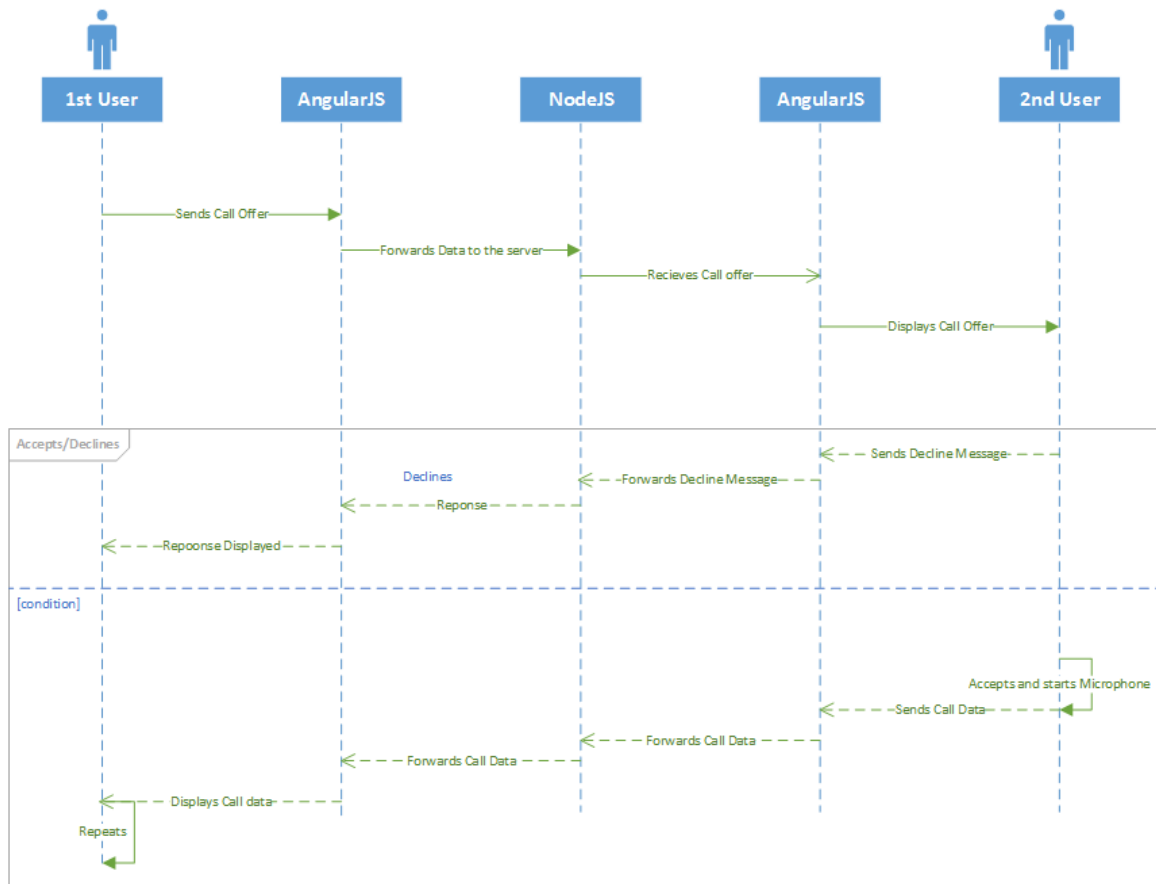 1st User
AngularJS
NodeJS
AngularJS
2nd User
Sends Call Offer
Forwards Data to the server
Recieves Call offer
Displays Call Offer
Accepts/Declines
Sends Decline Message
Declines
Forwards Decline Message
Reponse
Repoonse Displayed
[condition]
Accepts and starts Microphone
Sends Call Data
Forwards Call Data
Forwards Call Data
Displays Call data
Repeats